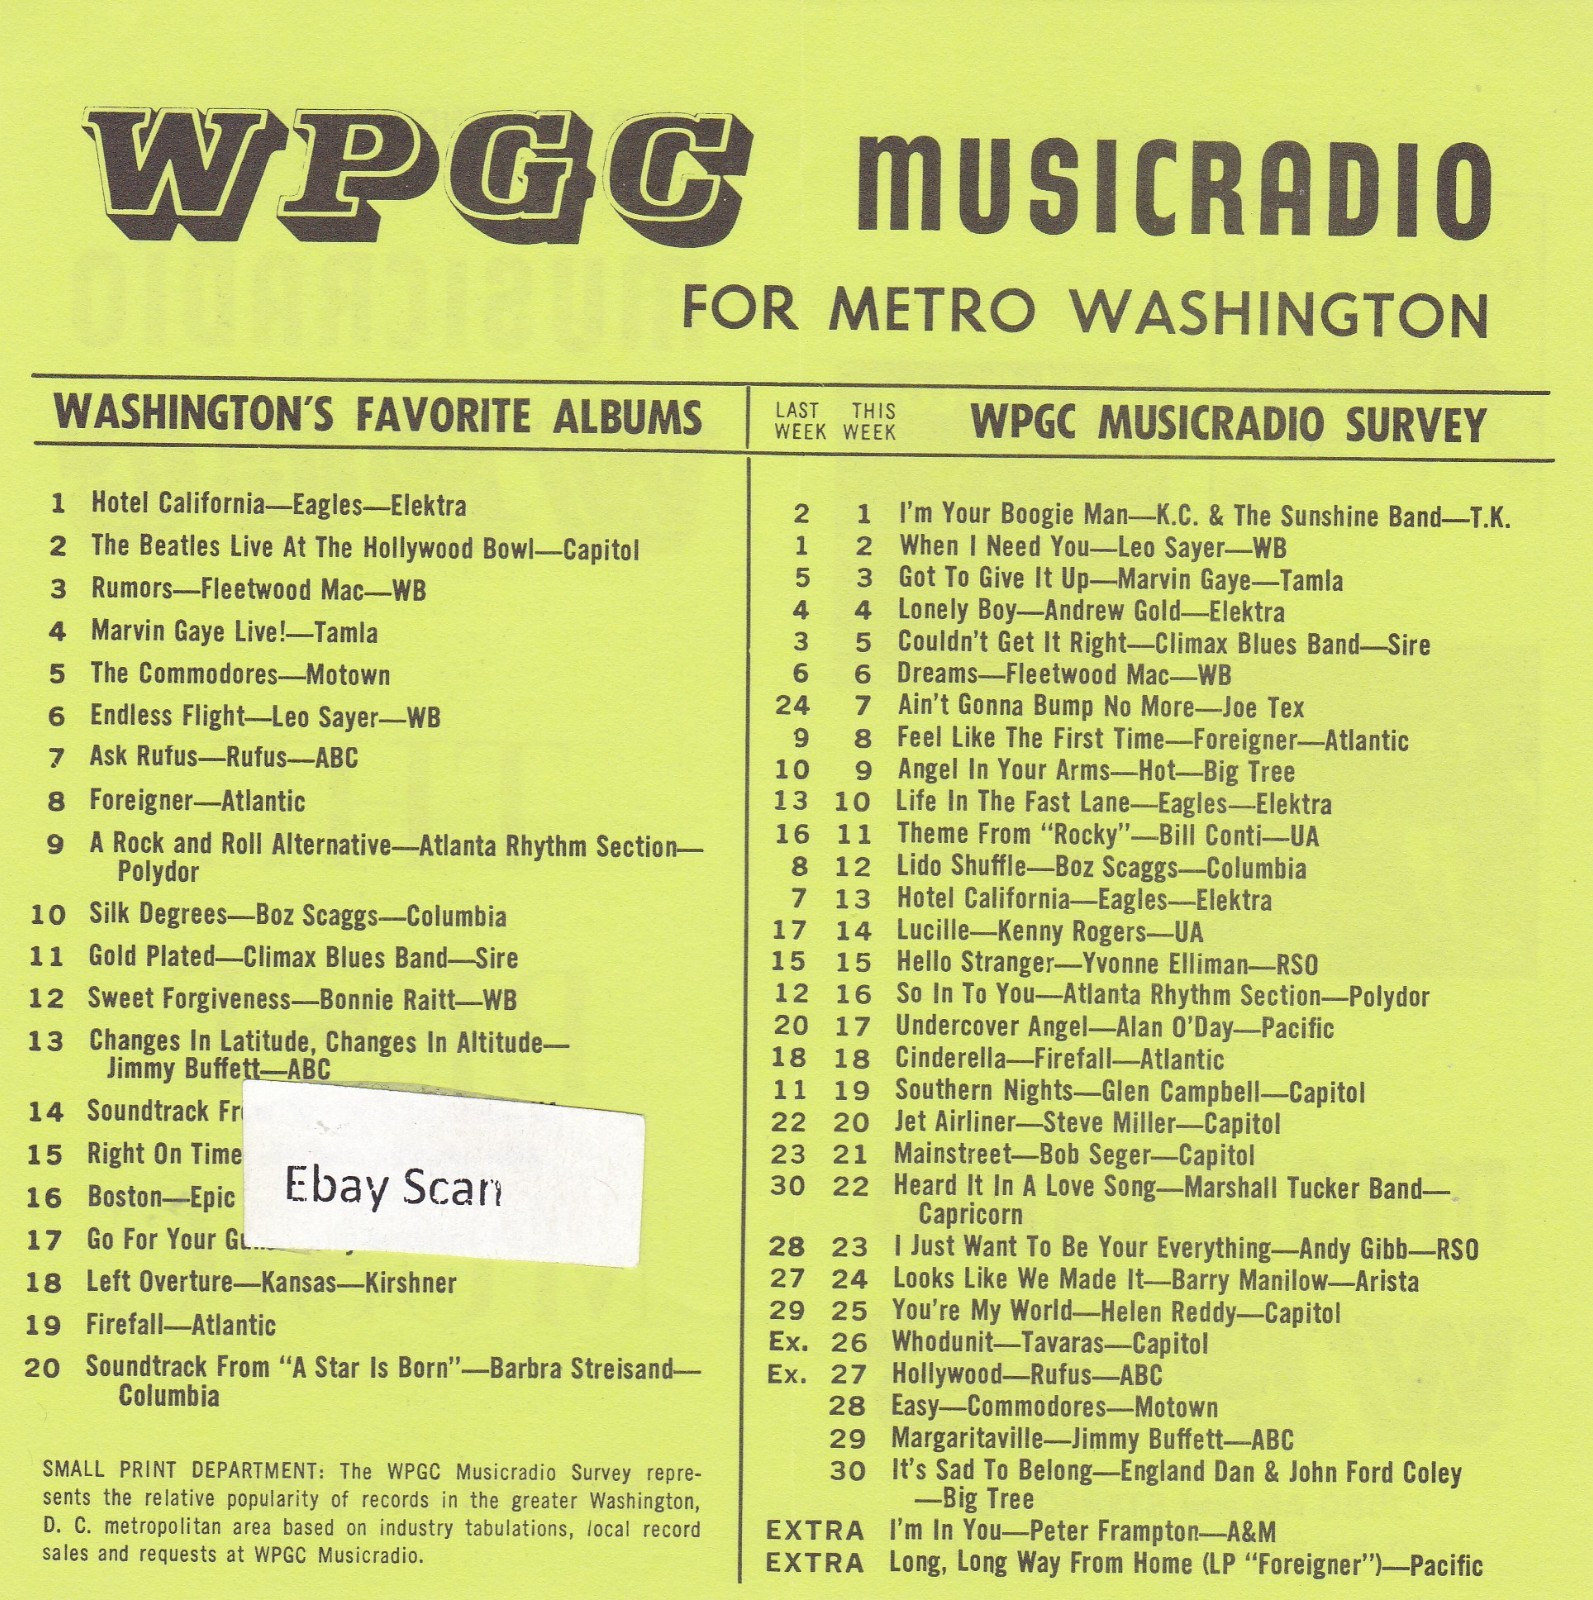 WPGC MUSICRADIO
FOR METRO WASHINGTON
WASHINGTON'S FAVORITE ALBUMS
1 Hotel California—Eagles—Elektra
2 The Beatles Live At The Hollywood Bowl—Capitol
3 Rumors—Fleetwood Mac—WB
4 Marvin Gaye Live!—Tamla
5 The Commodores—Motown
6 Endless Flight—Leo Sayer—WB
7 Ask Rufus—Rufus—ABC
8 Foreigner—Atlantic
9 A Rock and Roll Alternative—Atlanta Rhythm Section—
Polydor
10 Silk Degrees—Boz Scaggs—Columbia
11 Gold Plated—Climax Blues Band—Sire
12 Sweet Forgiveness—Bonnie Raitt—WB
13 Changes In Latitude, Changes In Altitude—
Jimmy Buffett—ABC
14 Soundtrack
15 Right On Time
16 Boston—Epic
17 Go For Your
18 Left Overture—Kansas—Kirshner
19 Firefall—Atlantic
20 Soundtrack From “A Star Is Born”—Barbra Streisand—
Columbia
Ebay Scan
SMALL PRINT DEPARTMENT: The WPGC Musicradio Survey repre-
sents the relative popularity of records in the greater Washington,
D. C. metropolitan area based on industry tabulations, local record
sales and requests at WPGC Musicradio.
LAST WEEK THIS WEEK WPGC MUSICRADIO SURVEY
2 1 I'm Your Boogie Man—K.C. & The Sunshine Band—T.K.
1 2 When I Need You—Leo Sayer—WB
5 3 Got To Give It Up—Marvin Gaye—Tamla
4 4 Lonely Boy—Andrew Gold—Elektra
3 5 Couldn't Get It Right—Climax Blues Band—Sire
6 6 Dreams—Fleetwood Mac—WB
24 7 Ain't Gonna Bump No More—Joe Tex
9 8 Feel Like The First Time—Foreigner—Atlantic
10 9 Angel In Your Arms—Hot—Big Tree
13 10 Life In The Fast Lane—Eagles—Elektra
16 11 Theme From “Rocky”—Bill Conti—UA
8 12 Lido Shuffle—Boz Scaggs—Columbia
7 13 Hotel California—Eagles—Elektra
17 14 Lucille—Kenny Rogers—UA
15 15 Hello Stranger—Yvonne Elliman—RSO
12 16 So In To You—Atlanta Rhythm Section—Polydor
20 17 Undercover Angel—Alan O'Day—Pacific
18 18 Cinderella—Firefall—Atlantic
11 19 Southern Nights—Glen Campbell—Capitol
22 20 Jet Airliner—Steve Miller—Capitol
23 21 Mainstreet—Bob Seger—Capitol
30 22 Heard It In A Love Song—Marshall Tucker Band—
Capricorn
28 23 I Just Want To Be Your Everything—Andy Gibb—RSO
27 24 Looks Like We Made It—Barry Manilow—Arista
29 25 You're My World—Helen Reddy—Capitol
Ex. 26 Whodunit—Tavaras—Capitol
Ex. 27 Hollywood—Rufus—ABC
28 Easy—Commodores—Motown
29 Margaritaville—Jimmy Buffett—ABC
30 It's Sad To Belong—England Dan & John Ford Coley
—Big Tree
EXTRA I'm In You—Peter Frampton—A&M
EXTRA Long, Long Way From Home (LP “Foreigner”)—Pacific